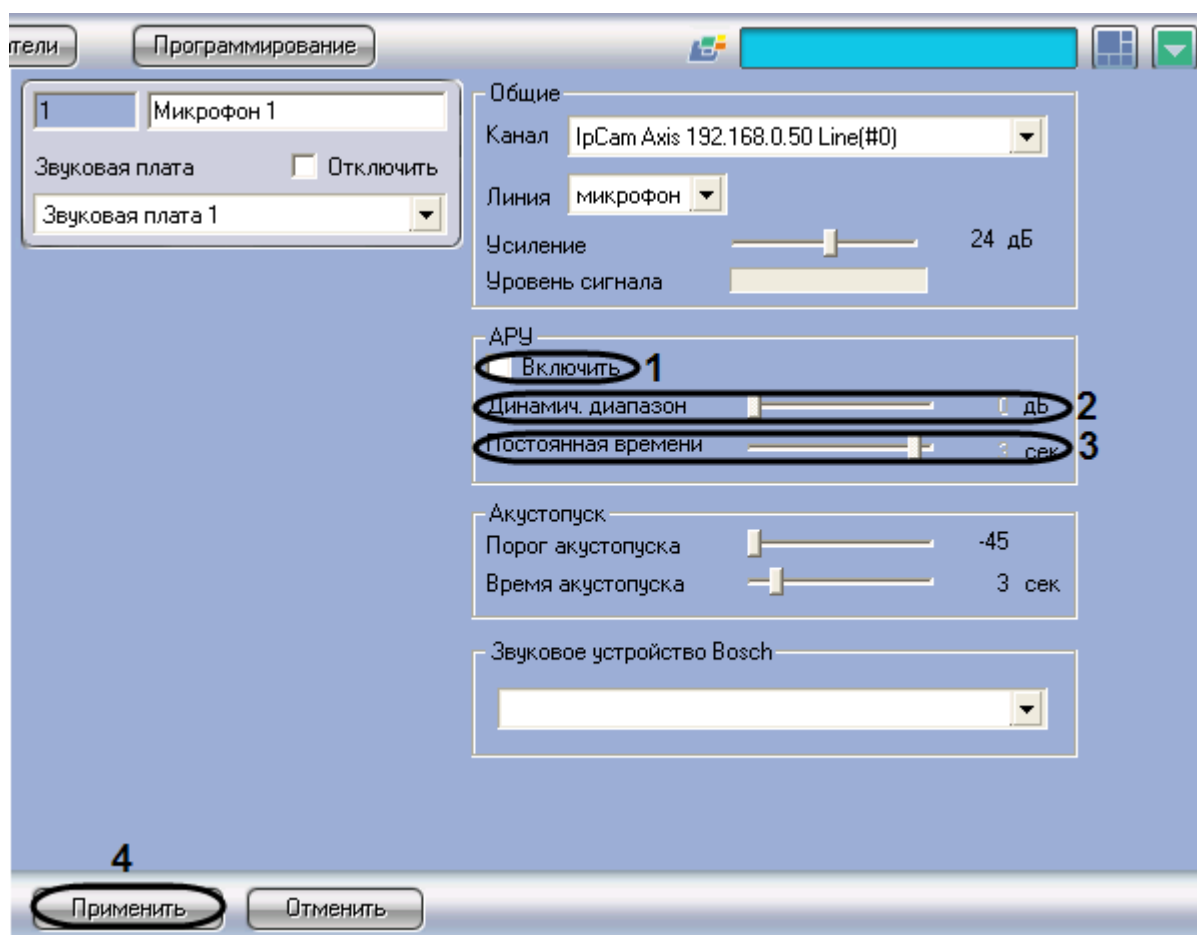 тели
Программирование
1
Микрофон 1
Звуковая плата
Отключить
Звуковая плата 1
Общие
Канал
IpCam Axis 192.168.0.50 Line(#0)
Линия
микрофон
Усиление
24 дБ
Уровень сигнала
АРУ
Включить
1
Динамич. диапазон
дБ
2
Постоянная времени
сек
3
Акустопуск
Порог акустопуска
-45
Время акустопуска
3 сек
Звуковое устройство Bosch
4
Применить
Отменить